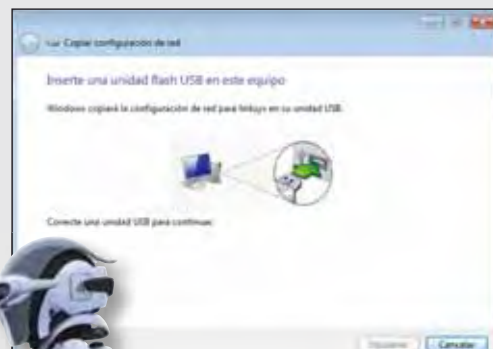 Copiar configuración de red
Inserte una unidad flash USB en este equipo
Windows copiará la configuración de red para linksys en su unidad USB.
Conecte una unidad USB para continuar.
Siguiente
Cancelar